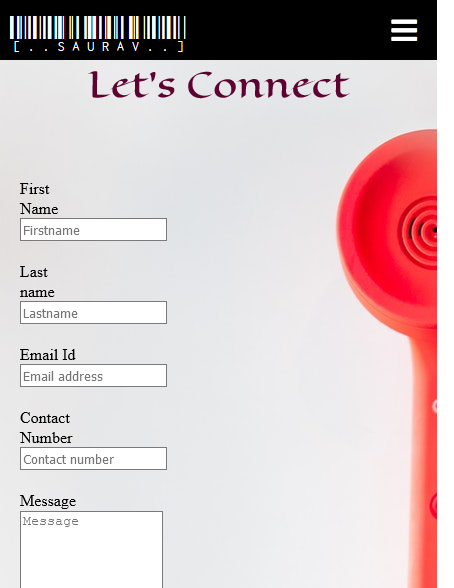 [..SAURAV..]
Let's Connect
First
Name
Firstname
Last
name
Lastname
Email Id
Email address
Contact
Number
Contact number
Message
Message